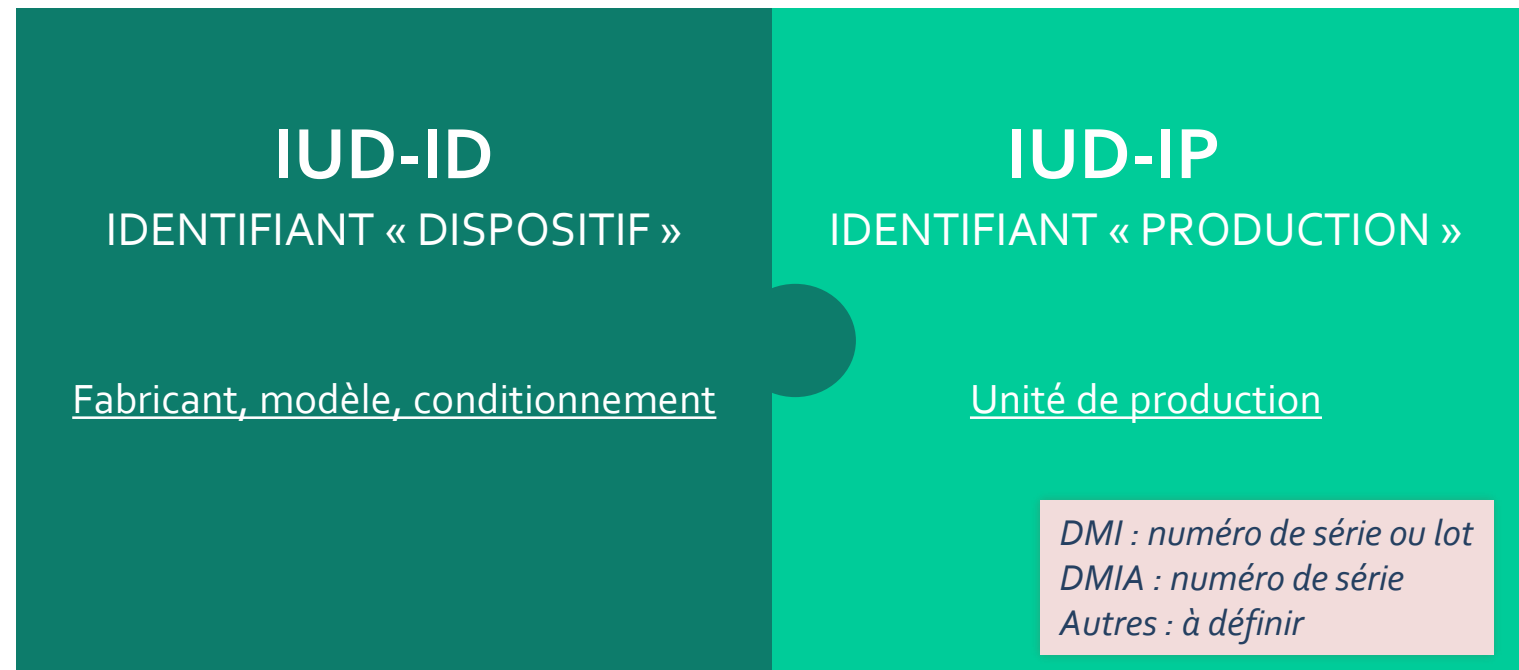 IUD-ID
IDENTIFIANT « DISPOSITIF »
Fabricant, modèle, conditionnement
IUD-IP
IDENTIFIANT « PRODUCTION »
Unité de production
DMI : numéro de série ou lot
DMIA : numéro de série
Autres : à définir